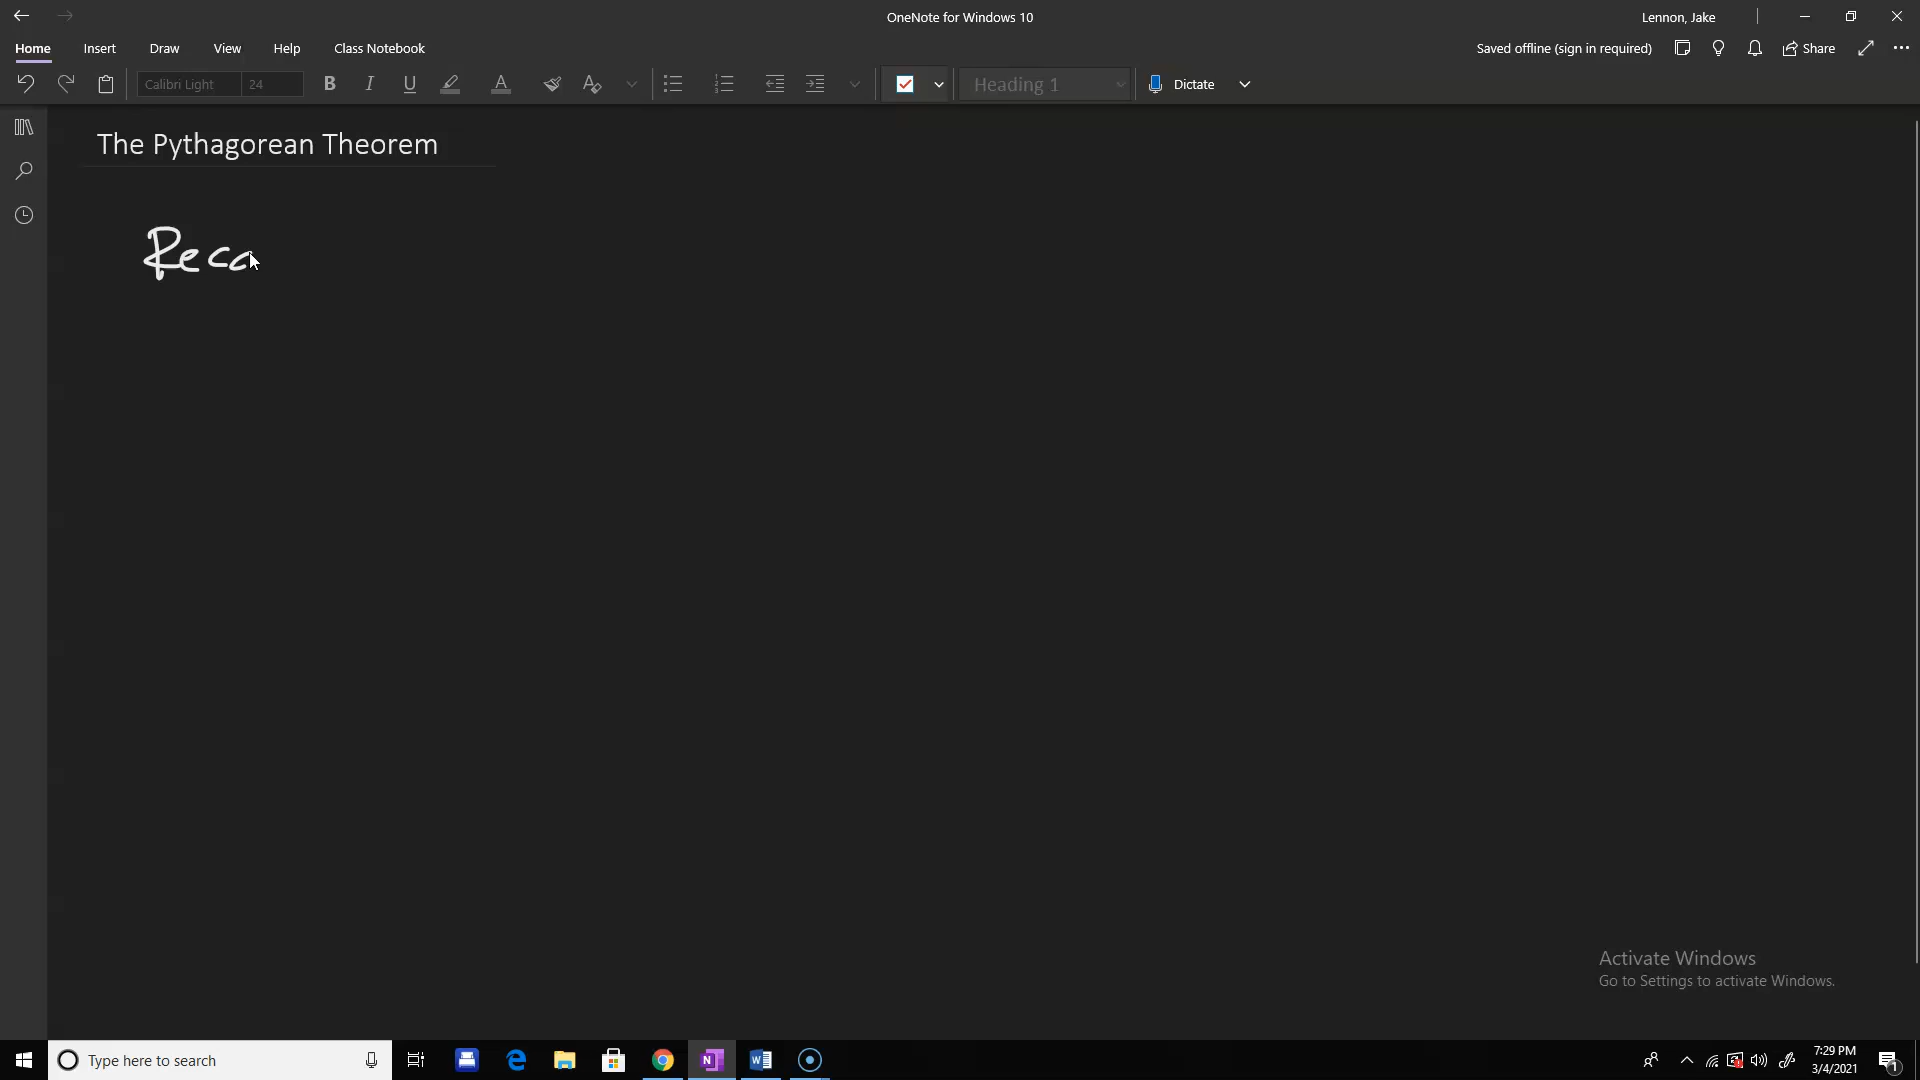 OneNote for Windows 10
Lennon, Jake
Home Insert Draw View Help Class Notebook
Saved offline (sign in required) Share
Calibri Light 24 B I U A A Heading 1 Dictate
The Pythagorean Theorem
Reca
Activate Windows
Go to Settings to activate Windows.
Type here to search
7:29 PM
3/4/2021
1